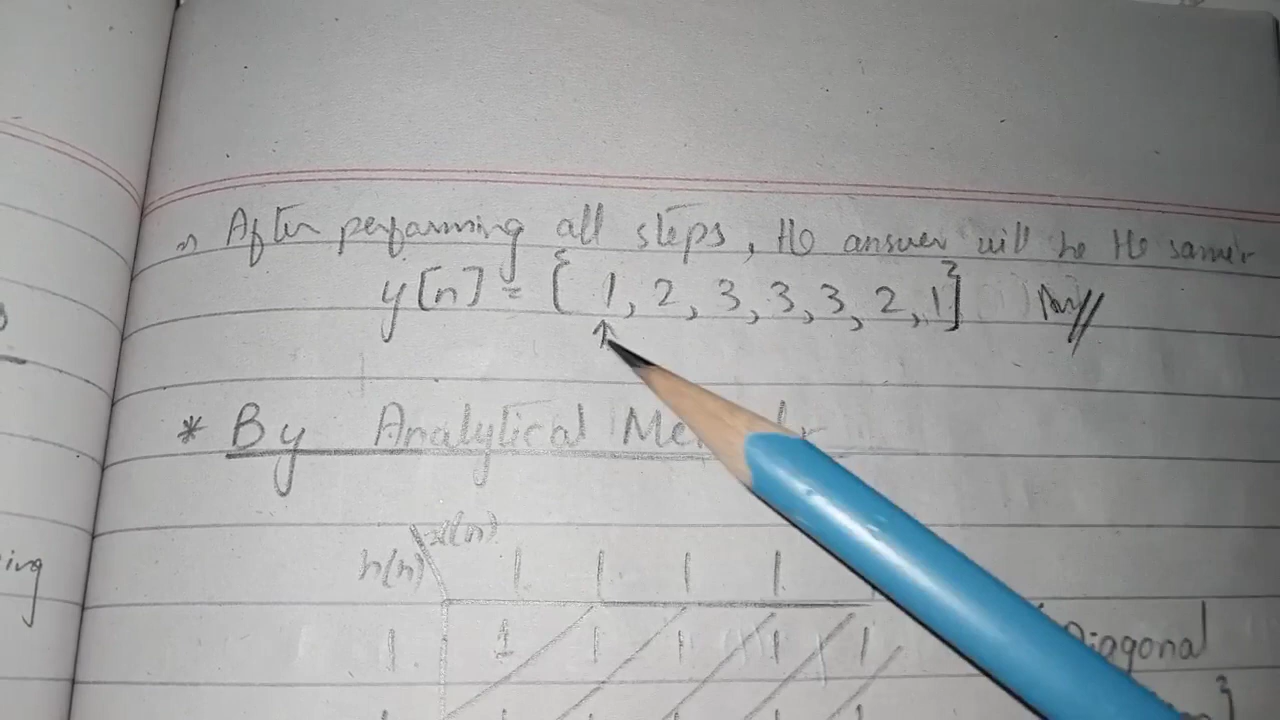 After performing all steps, the answer will be the same:-
y[n] = { 1, 2, 3, 3, 3, 2, 1}
↑
* By Analytical
x(n)
h(n) 1 1 1 1
1 1 1 1 1 1
Diagonal
ing